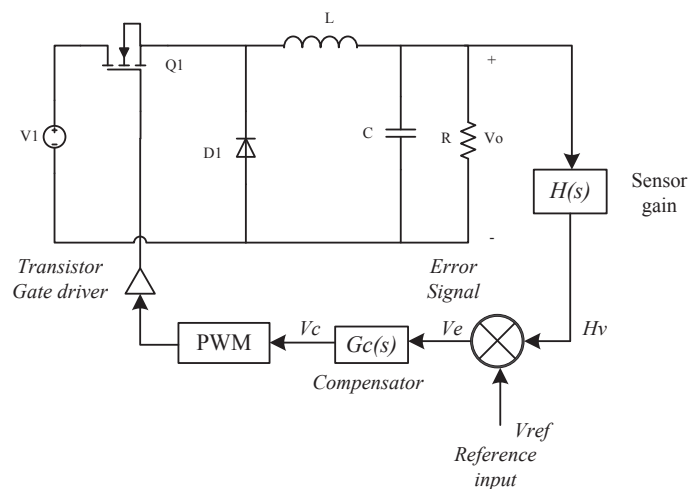 L
Q1
+
V1
D1
C
R
Vo
-
H(s)
Sensor
gain
Transistor
Gate driver
Error
Signal
PWM
Vc
Gc(s)
Compensator
Ve
Hv
Vref
Reference
input